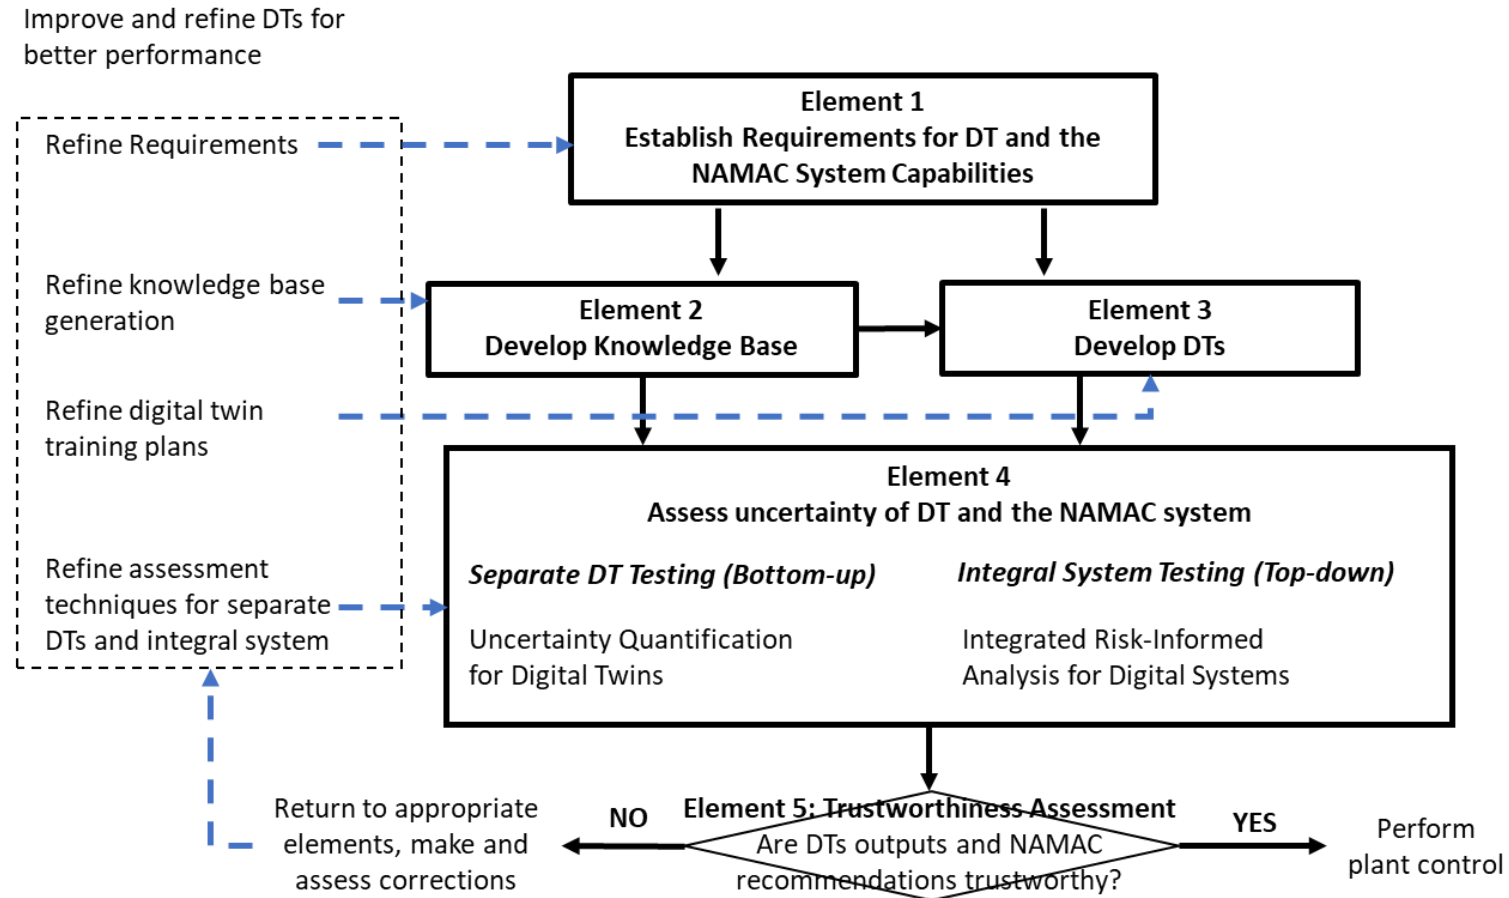 Improve and refine DTs for
better performance
Element 1
Establish Requirements for DT and the
NAMAC System Capabilities
Refine Requirements
Refine knowledge base
generation
Element 2
Develop Knowledge Base
Element 3
Develop DTs
Refine digital twin
training plans
Element 4
Assess uncertainty of DT and the NAMAC system
Separate DT Testing (Bottom-up)
Uncertainty Quantification
for Digital Twins
Integral System Testing (Top-down)
Integrated Risk-Informed
Analysis for Digital Systems
Refine assessment
techniques for separate
DTs and integral system
Element 5: Trustworthiness Assessment
Are DTs outputs and NAMAC
recommendations trustworthy?
NO
Return to appropriate
elements, make and
assess corrections
YES
Perform
plant control